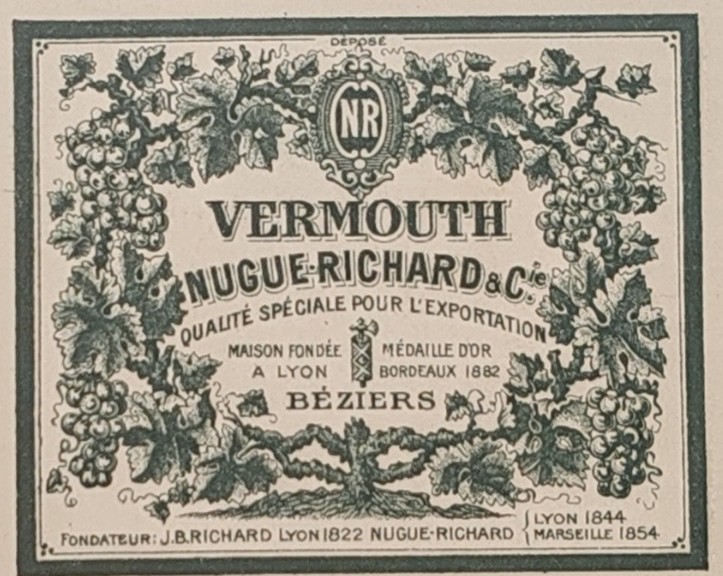 DÉPOSÉ
NR
VERMOUTH
NUGUE-RICHARD & Cie
QUALITÉ SPÉCIALE POUR L'EXPORTATION
MAISON FONDÉE MÉDAILLE D'OR
A LYON BORDEAUX 1882
BÉZIERS
FONDATEUR: J.B. RICHARD LYON 1822 NUGUE-RICHARD { LYON 1844
MARSEILLE 1854